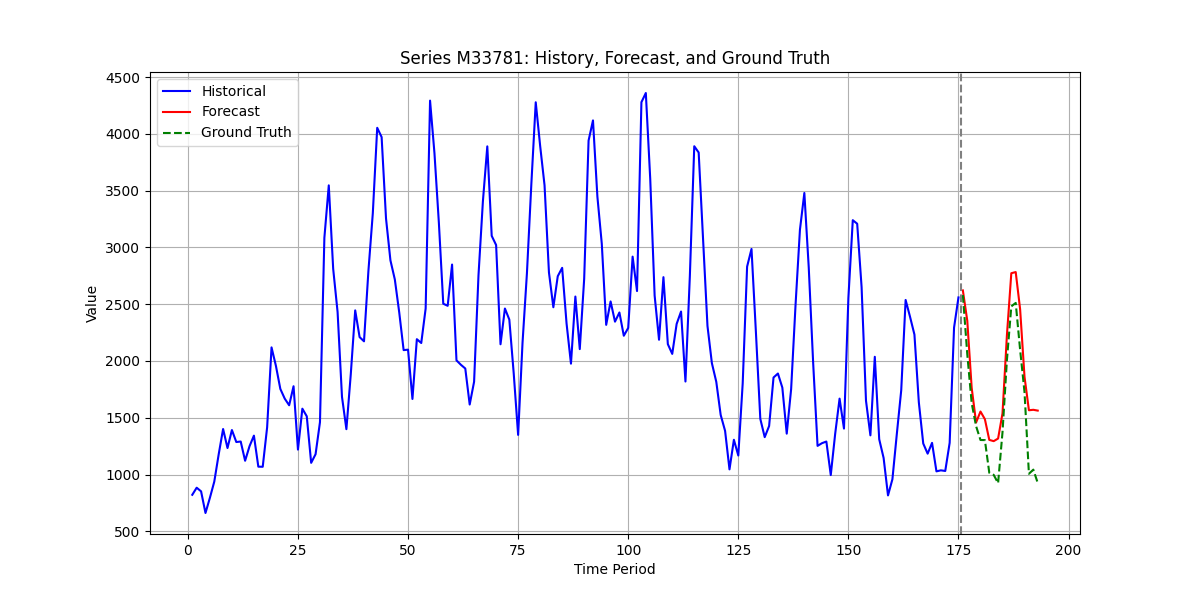 Series M33781: History, Forecast, and Ground Truth
Historical
Forecast
Ground Truth
4500
4000
3500
3000
2500
2000
1500
1000
500
Value
0 25 50 75 100 125 150 175 200
Time Period